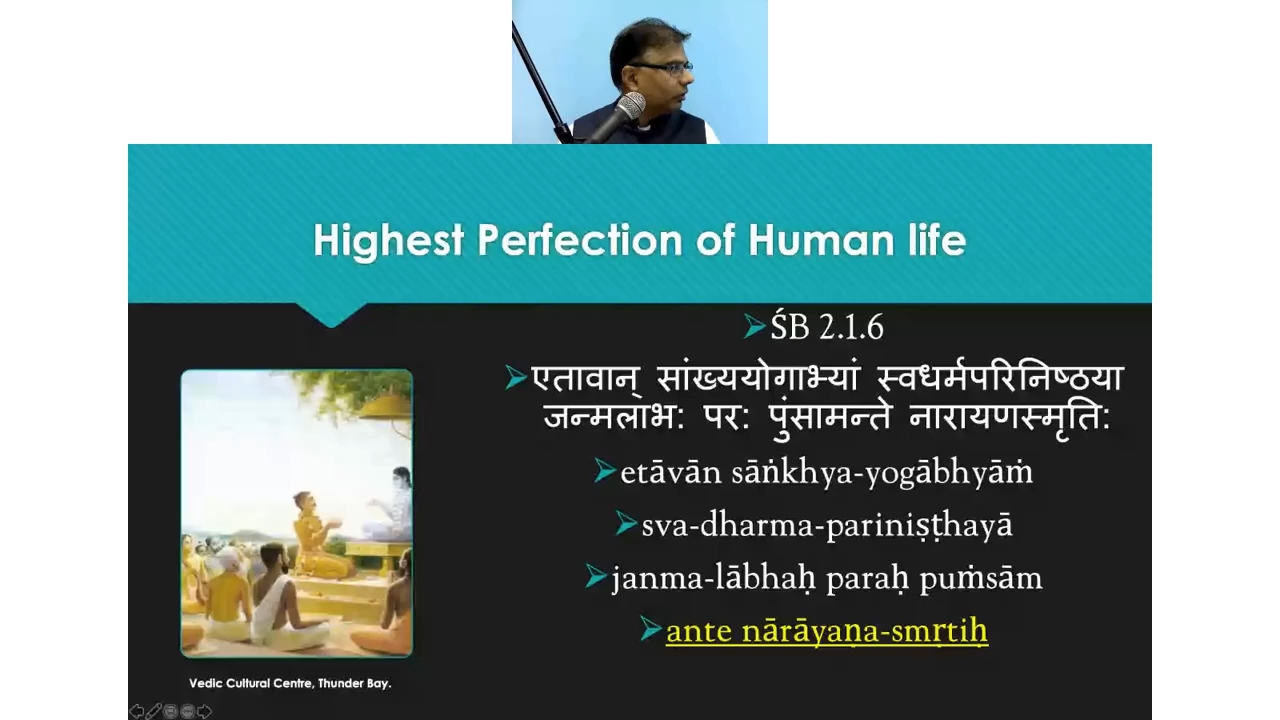 Highest Perfection of Human life
ŚB 2.1.6
एतावान् सांख्ययोगाभ्यां स्वधर्मपरिनिष्ठया
जन्मलाभ: पर: पुंसामन्ते नारायणस्मृति:
etāvān sāṅkhya-yogābhyāṁ
sva-dharma-pariniṣṭhayā
janma-lābhaḥ paraḥ puṁsām
ante nārāyaṇa-smṛtiḥ
Vedic Cultural Centre, Thunder Bay.